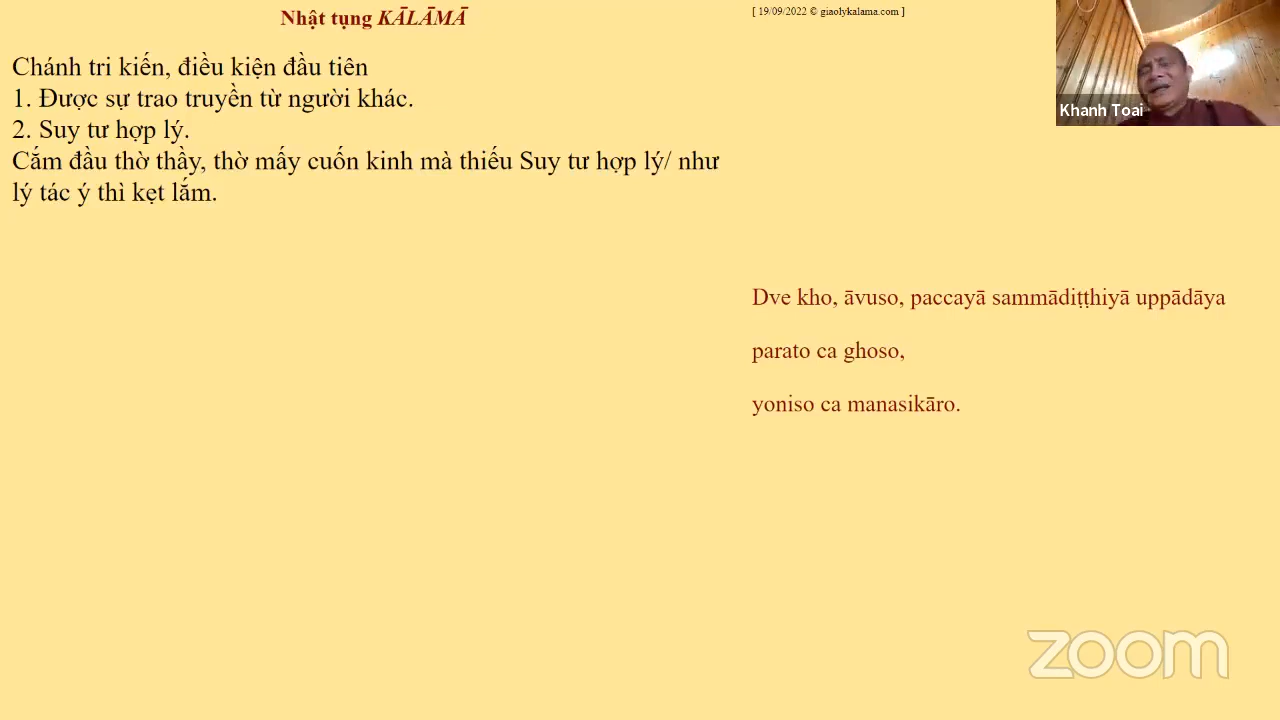 Nhật tụng KĀLĀMĀ
[ 19/09/2022 © giaolykalama.com ]
Chánh tri kiến, điều kiện đầu tiên
1. Được sự trao truyền từ người khác.
2. Suy tư hợp lý.
Cắm đầu thờ thầy, thờ mấy cuốn kinh mà thiếu Suy tư hợp lý/ như
lý tác ý thì kẹt lắm.
Dve kho, āvuso, paccayā sammādiṭṭhiyā uppādāya
parato ca ghoso,
yoniso ca manasikāro.
Khanh Toai
zoom